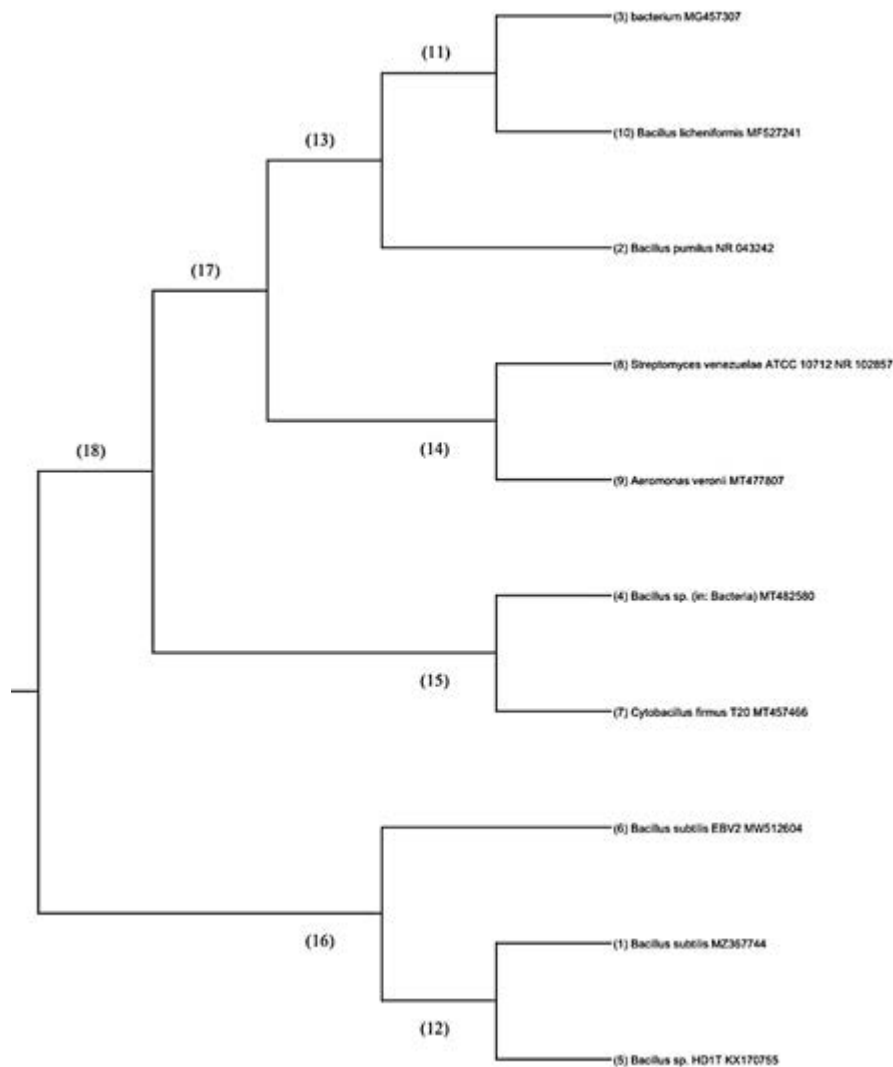 (3) bacterium MG457307
(11)
(10) Bacillus licheniformis MF527241
(13)
(2) Bacillus pumilus NR 043242
(17)
(8) Streptomyces venezuelae ATCC 10712 NR 102857
(14)
(18)
(9) Aeromonas veronii MT477807
(4) Bacillus sp. (in: Bacteria) MT482580
(15)
(7) Cytobacillus firmus T20 MT457466
(6) Bacillus subtilis EBV2 MW512604
(16)
(1) Bacillus subtilis MZ367744
(12)
(5) Bacillus sp. HD1T KX170755